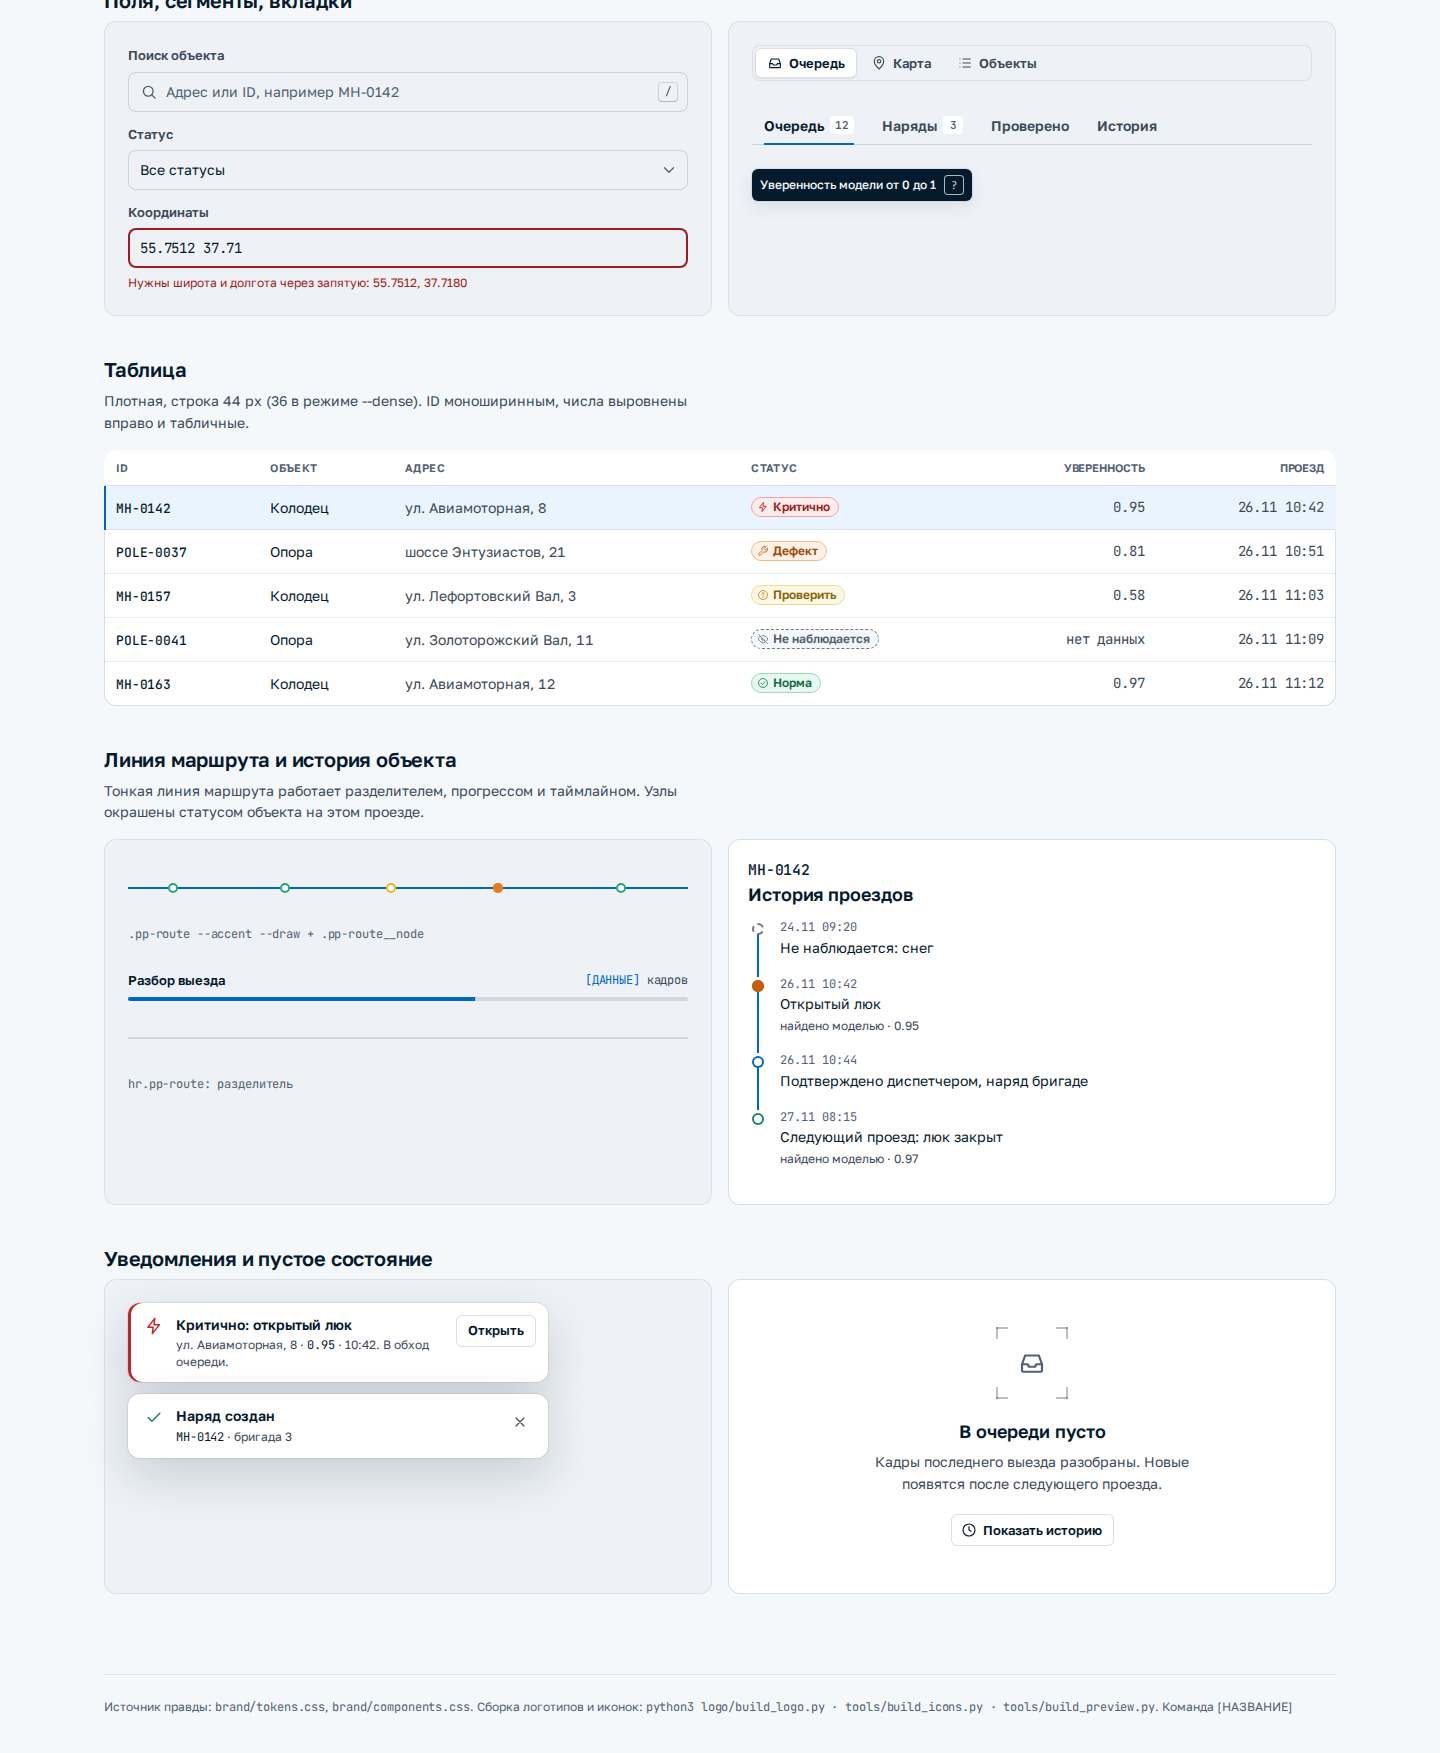 Поля, сегменты, вкладки
Поиск объекта
Адрес или ID, например МН-0142
/
Статус
Все статусы
Координаты
55.7512 37.71
Нужны широта и долгота через запятую: 55.7512, 37.7180
Очередь
Карта
Объекты
Очередь 12
Наряды 3
Проверено
История
Уверенность модели от 0 до 1 ?
Таблица
Плотная, строка 44 px (36 в режиме --dense). ID моноширинным, числа выровнены
вправо и табличные.
ID ОБЪЕКТ АДРЕС СТАТУС УВЕРЕННОСТЬ ПРОЕЗД
MH-0142 Колодец ул. Авиамоторная, 8 Критично 0.95 26.11 10:42
POLE-0037 Опора шоссе Энтузиастов, 21 Дефект 0.81 26.11 10:51
MH-0157 Колодец ул. Лефортовский Вал, 3 Проверить 0.58 26.11 11:03
POLE-0041 Опора ул. Золоторожский Вал, 11 Не наблюдается нет данных 26.11 11:09
MH-0163 Колодец ул. Авиамоторная, 12 Норма 0.97 26.11 11:12
Линия маршрута и история объекта
Тонкая линия маршрута работает разделителем, прогрессом и таймлайном. Узлы
окрашены статусом объекта на этом проезде.
.pp-route --accent --draw + .pp-route__node
Разбор выезда [ДАННЫЕ] кадров
hr.pp-route: разделитель
MH-0142
История проездов
24.11 09:20
Не наблюдается: снег
26.11 10:42
Открытый люк
найдено моделью · 0.95
26.11 10:44
Подтверждено диспетчером, наряд бригаде
27.11 08:15
Следующий проезд: люк закрыт
найдено моделью · 0.97
Уведомления и пустое состояние
Критично: открытый люк
ул. Авиамоторная, 8 · 0.95 · 10:42. В обход
очереди.
Открыть
Наряд создан
MH-0142 · бригада 3
В очереди пусто
Кадры последнего выезда разобраны. Новые
появятся после следующего проезда.
Показать историю
Источник правды: brand/tokens.css, brand/components.css. Сборка логотипов и иконок: python3 logo/build_logo.py · tools/build_icons.py · tools/build_preview.py. Команда [НАЗВАНИЕ]